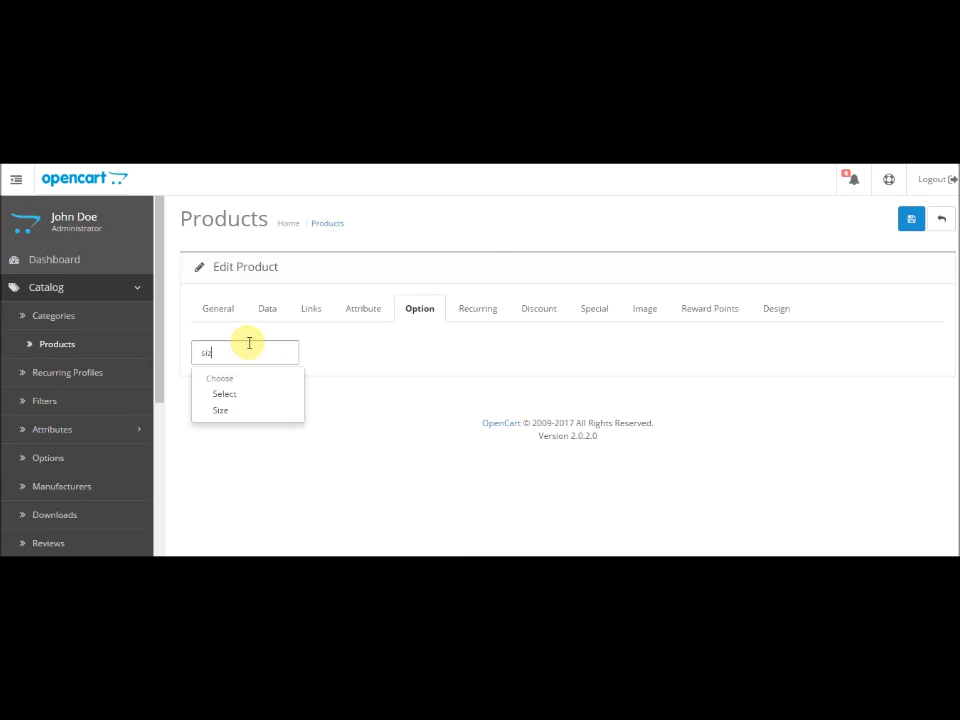 opencart
4
Logout
John Doe
Administrator
Products
Home / Products
Dashboard
Catalog
Categories
Products
Recurring Profiles
Filters
Attributes
Options
Manufacturers
Downloads
Reviews
Edit Product
General Data Links Attribute Option Recurring Discount Special Image Reward Points Design
siz
Choose
Select
Size
OpenCart © 2009-2017 All Rights Reserved.
Version 2.0.2.0